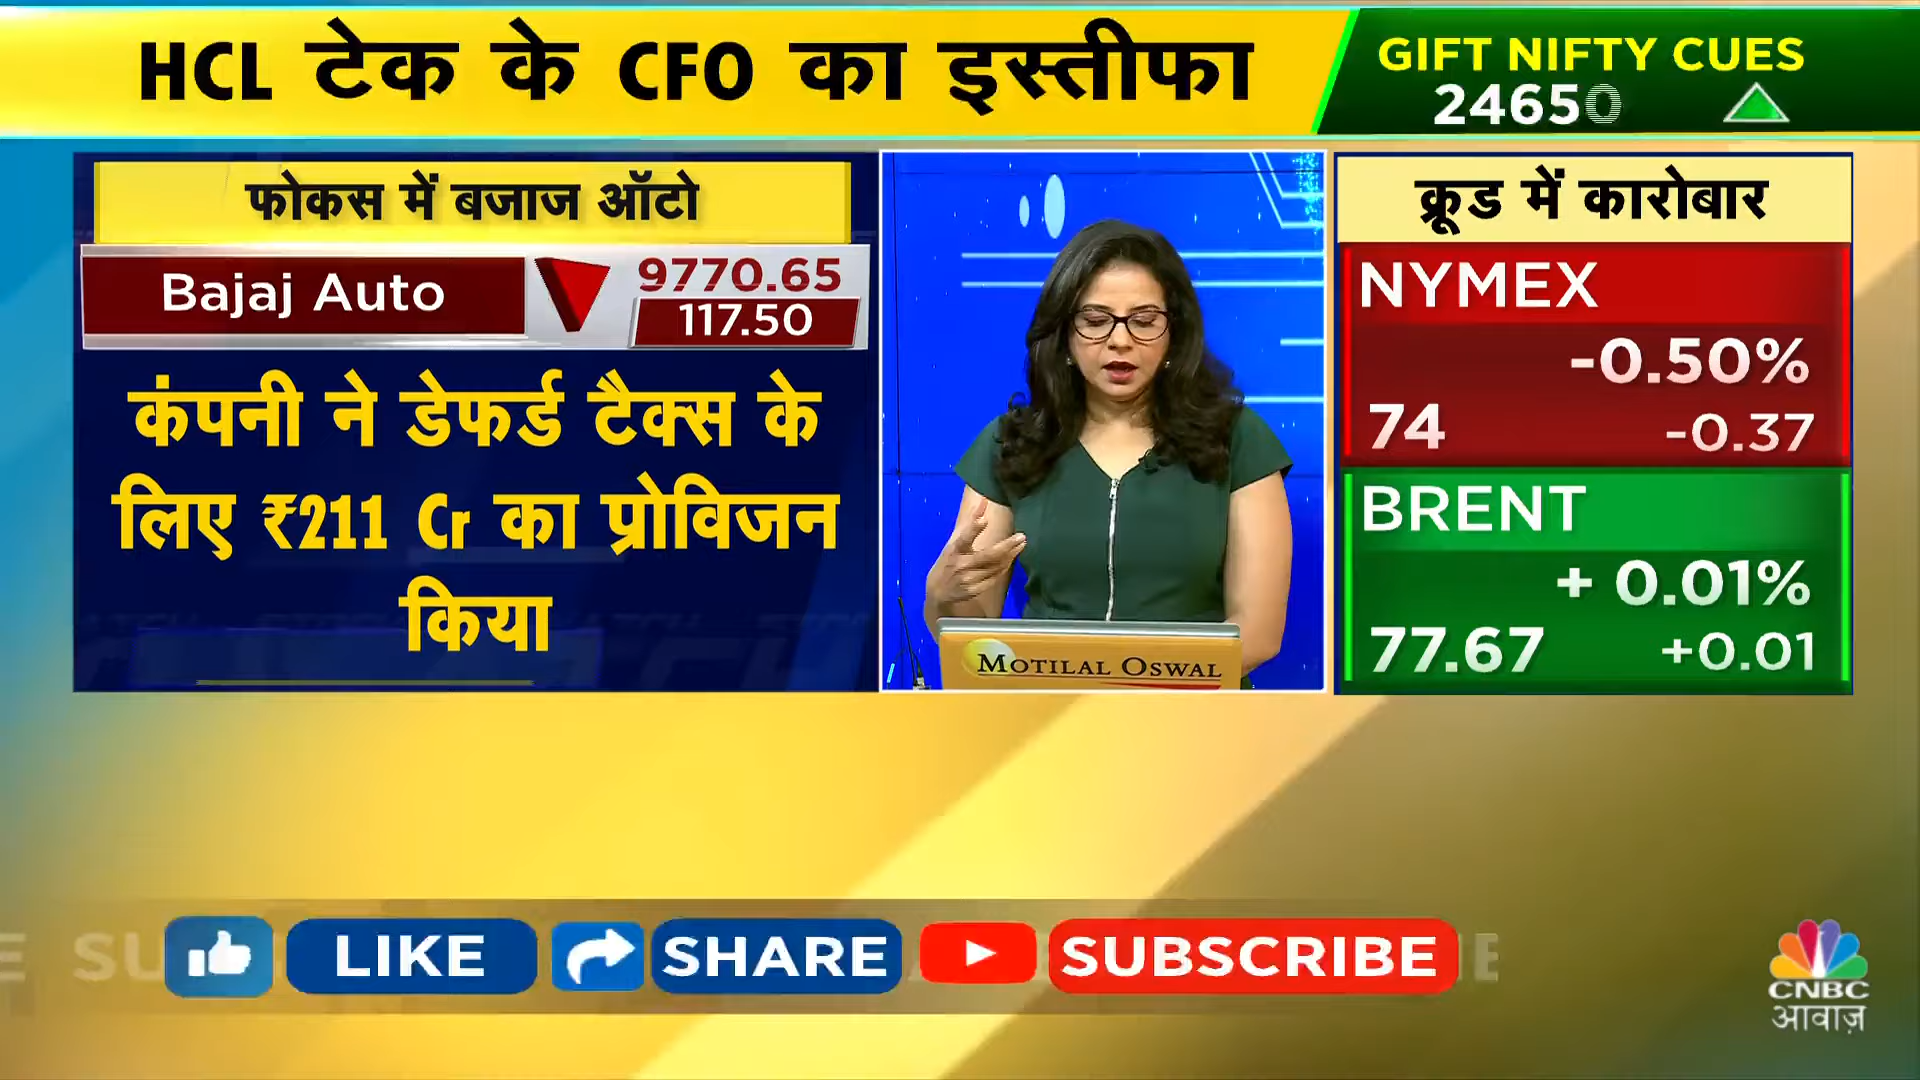 HCL टेक के CFO का इस्तीफा
GIFT NIFTY CUES
24650
फोकस में बजाज ऑटो
Bajaj Auto
9770.65
117.50
कंपनी ने डेफर्ड टैक्स के
लिए ₹211 Cr का प्रोविजन
किया
MOTILAL OSWAL
क्रूड में कारोबार
NYMEX
-0.50%
74 -0.37
BRENT
+ 0.01%
77.67 +0.01
LIKE SHARE SUBSCRIBE
CNBC
आवाज़